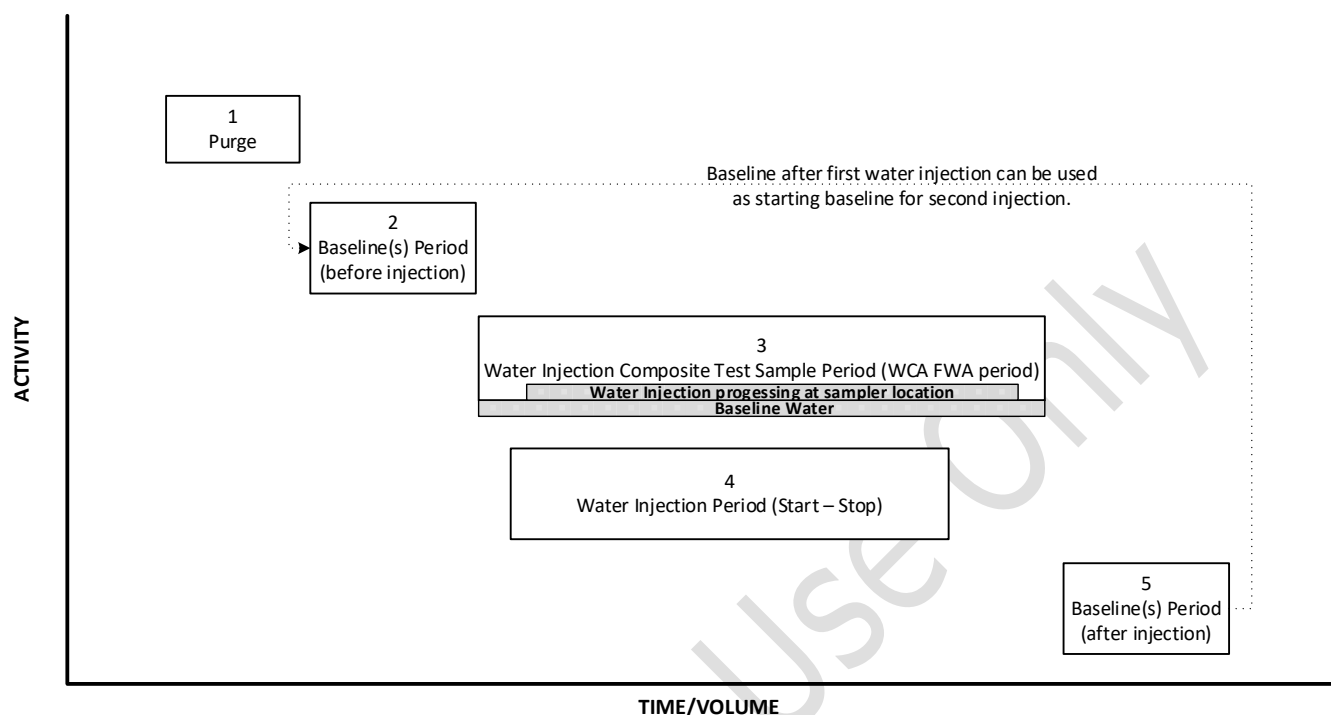 1
Purge
Baseline after first water injection can be used
as starting baseline for second injection.
2
Baseline(s) Period
(before injection)
3
Water Injection Composite Test Sample Period (WCA FWA period)
Water Injection progessing at sampler location
Baseline Water
4
Water Injection Period (Start – Stop)
5
Baseline(s) Period
(after injection)
ACTIVITY
TIME/VOLUME
Use Only